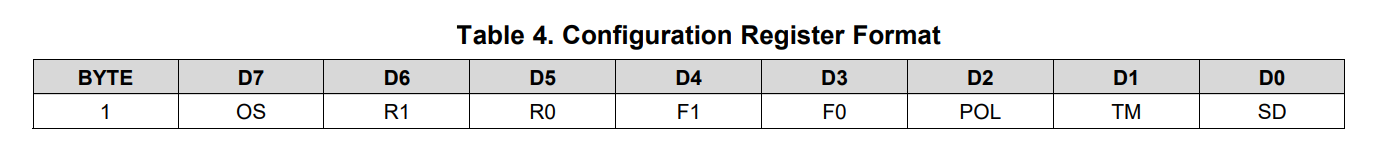 Table 4. Configuration Register Format
BYTE D7 D6 D5 D4 D3 D2 D1 D0
1 OS R1 R0 F1 F0 POL TM SD